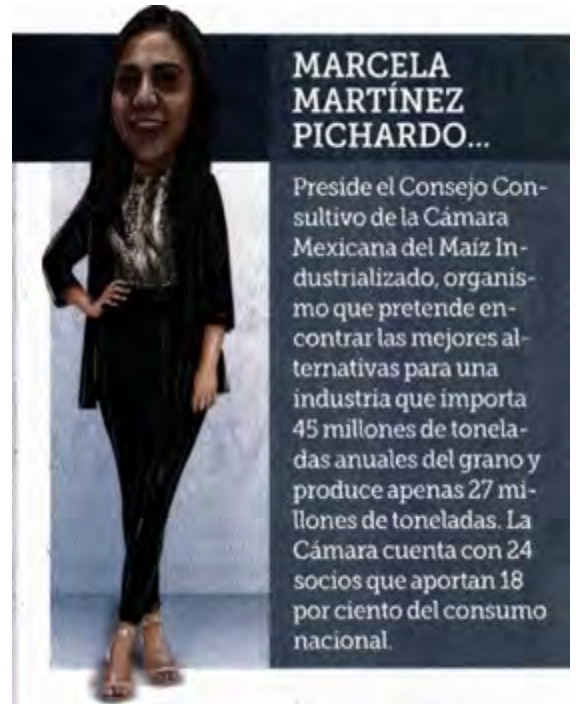 MARCELA
MARTÍNEZ
PICHARDO...
Preside el Consejo Con-
sultivo de la Cámara
Mexicana del Maíz In-
dustrializado, organis-
mo que pretende en-
contrar las mejores al-
ternativas para una
industria que importa
45 millones de tonela-
das anuales del grano y
produce apenas 27 mi-
llones de toneladas. La
Cámara cuenta con 24
socios que aportan 18
por ciento del consumo
nacional.